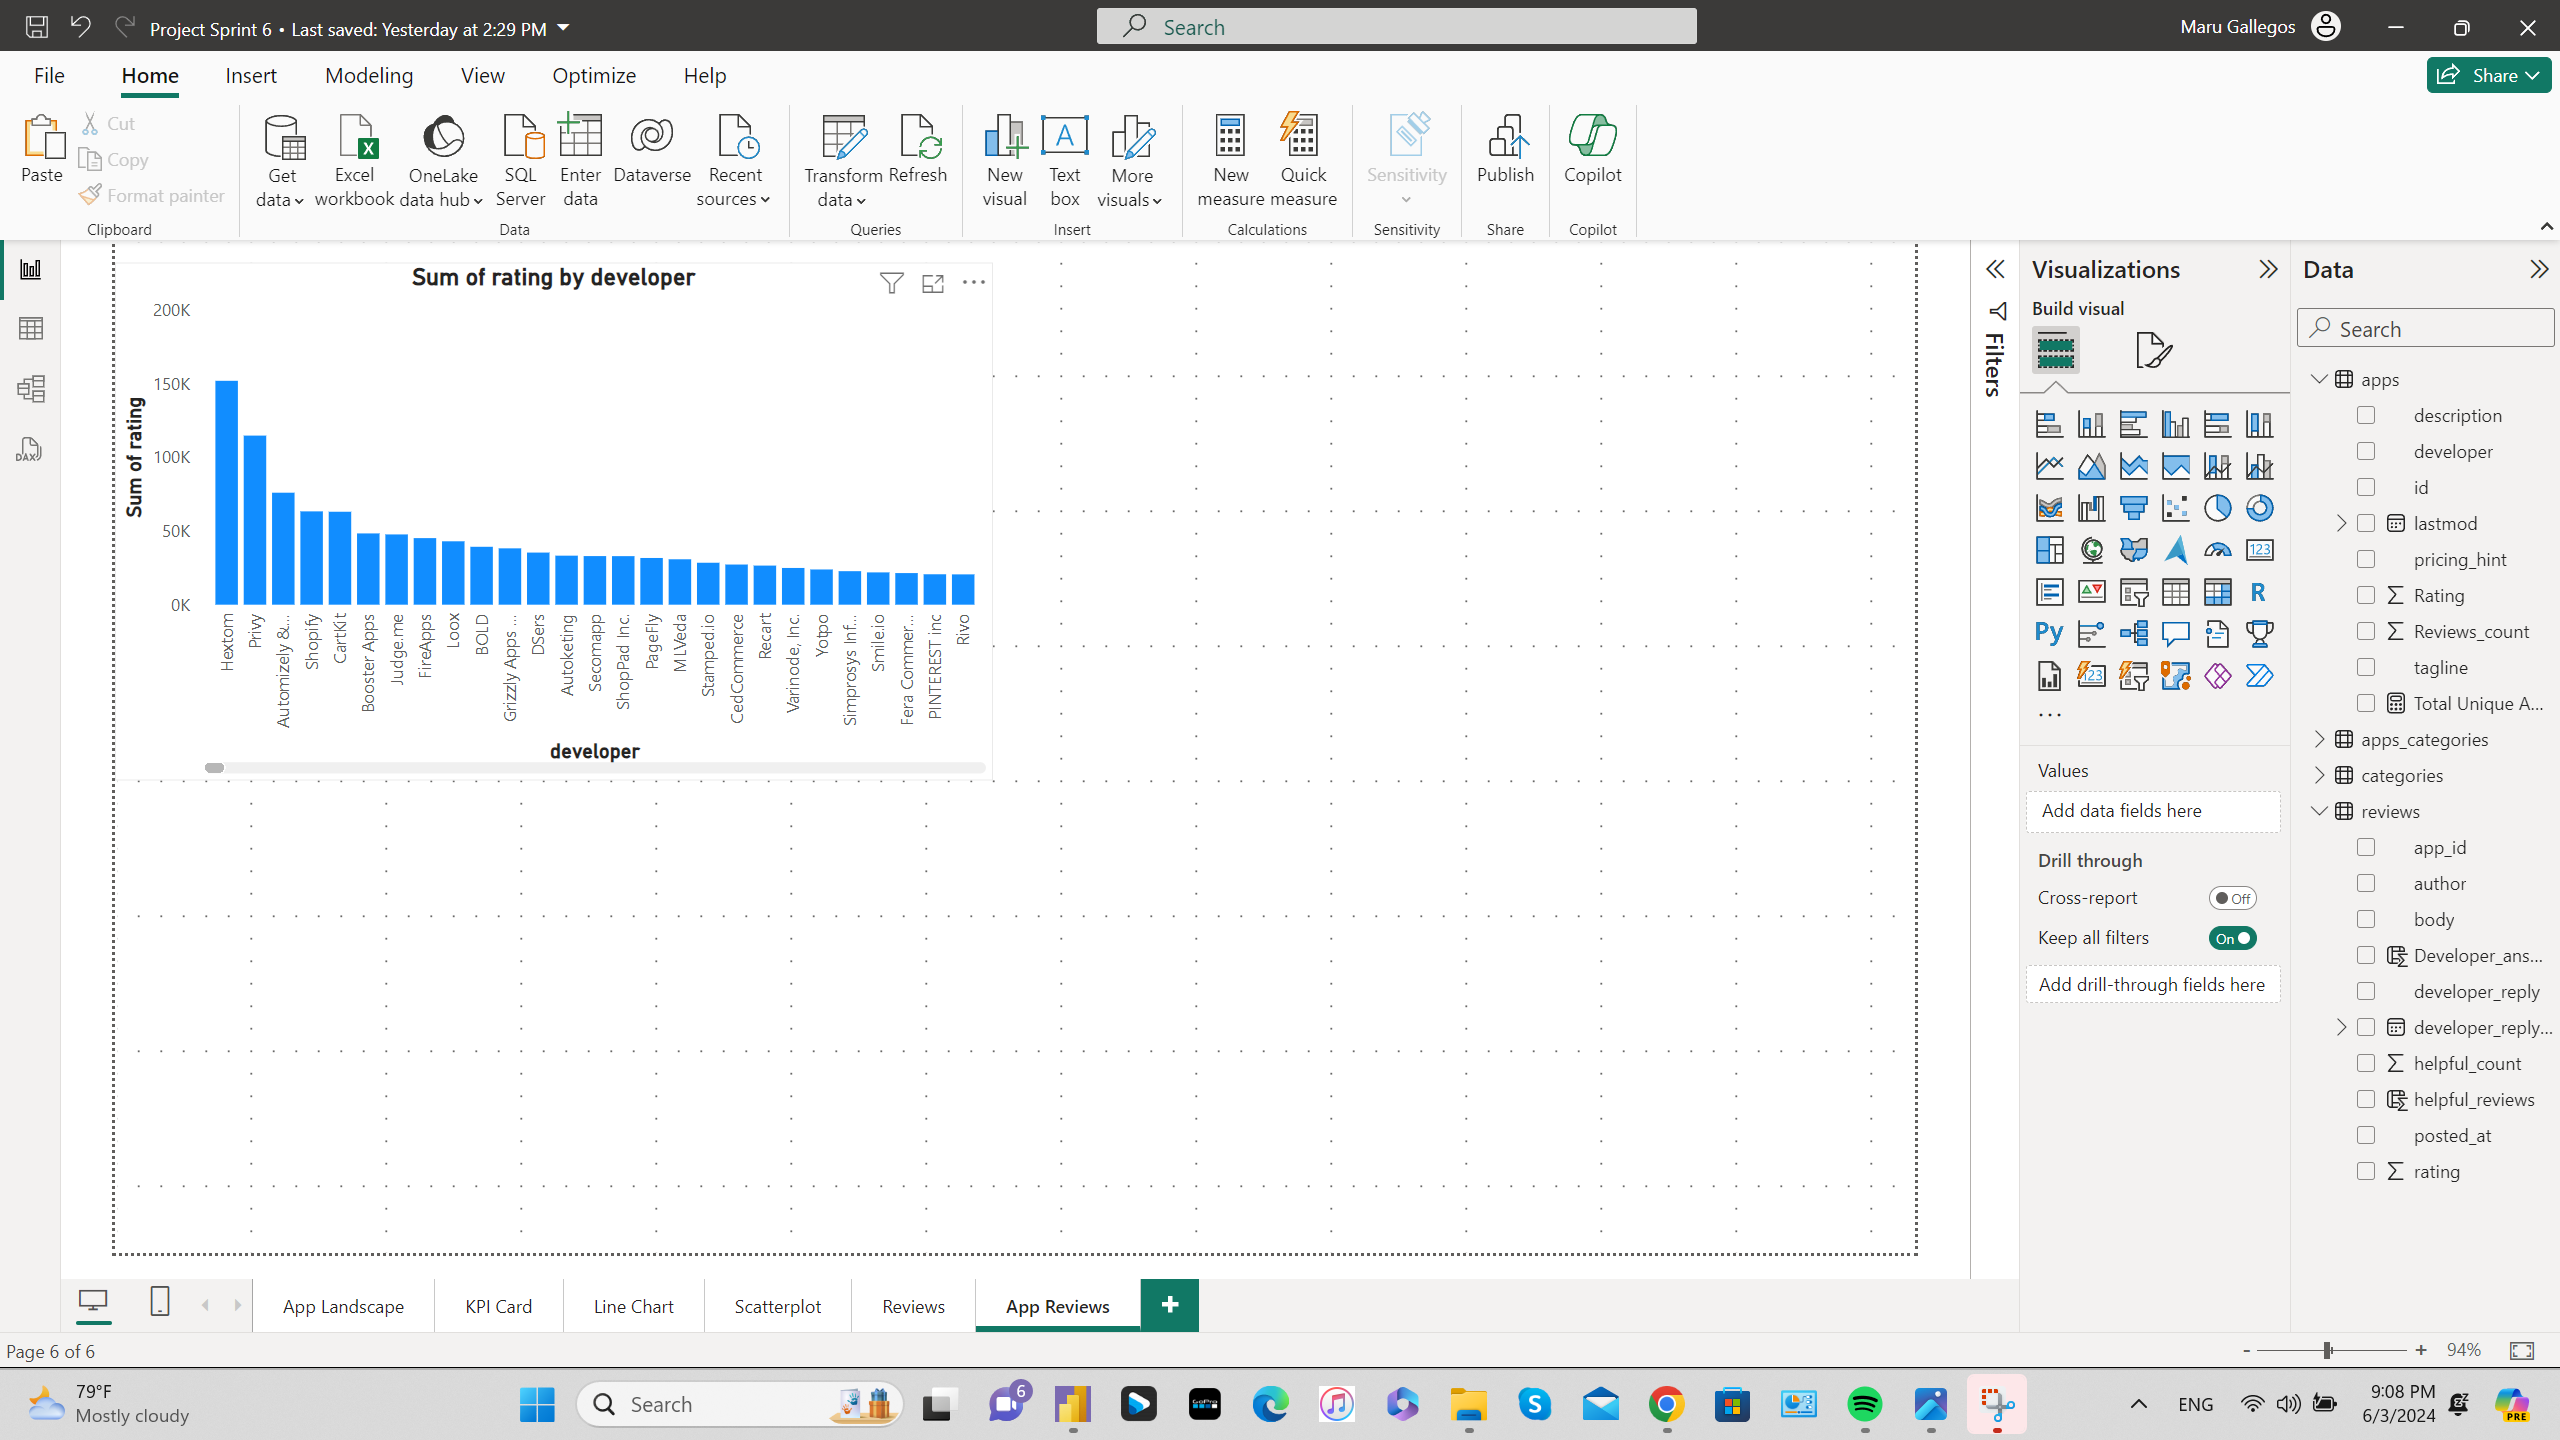 Project Sprint 6 • Last saved: Yesterday at 2:29 PM
Search
Maru Gallegos
File Home Insert Modeling View Optimize Help
Share
Paste
Cut
Copy
Format painter
Clipboard
Get data
Excel workbook
OneLake data hub
SQL Server
Enter data
Dataverse
Recent sources
Data
Transform data
Refresh
Queries
New visual
Text box
More visuals
Insert
New measure
Quick measure
Calculations
Sensitivity
Sensitivity
Publish
Share
Copilot
Copilot
DAX
Sum of rating by developer
Sum of rating
200K
150K
100K
50K
0K
Hextom
Privy
Automizely &...
Shopify
CartKit
Booster Apps
Judge.me
FireApps
Loox
BOLD
Grizzly Apps ...
DSers
Autoketing
Secomapp
ShopPad Inc.
PageFly
MLVeda
Stamped.io
CedCommerce
Recart
Varinode, Inc.
Yotpo
Simprosys Inf...
Smile.io
Fera Commer...
PINTEREST inc
Rivo
developer
Filters
Visualizations
Build visual
123
R
Py
123
Values
Add data fields here
Drill through
Cross-report
Off
Keep all filters
On
Add drill-through fields here
Data
Search
apps
description
developer
id
lastmod
pricing_hint
Rating
Reviews_count
tagline
Total Unique A...
apps_categories
categories
reviews
app_id
author
body
Developer_ans...
developer_reply
developer_reply...
helpful_count
helpful_reviews
posted_at
rating
App Landscape
KPI Card
Line Chart
Scatterplot
Reviews
App Reviews
Page 6 of 6
- + 94%
79°F
Mostly cloudy
Search
6
GoPro
ENG
9:08 PM
6/3/2024
PRE